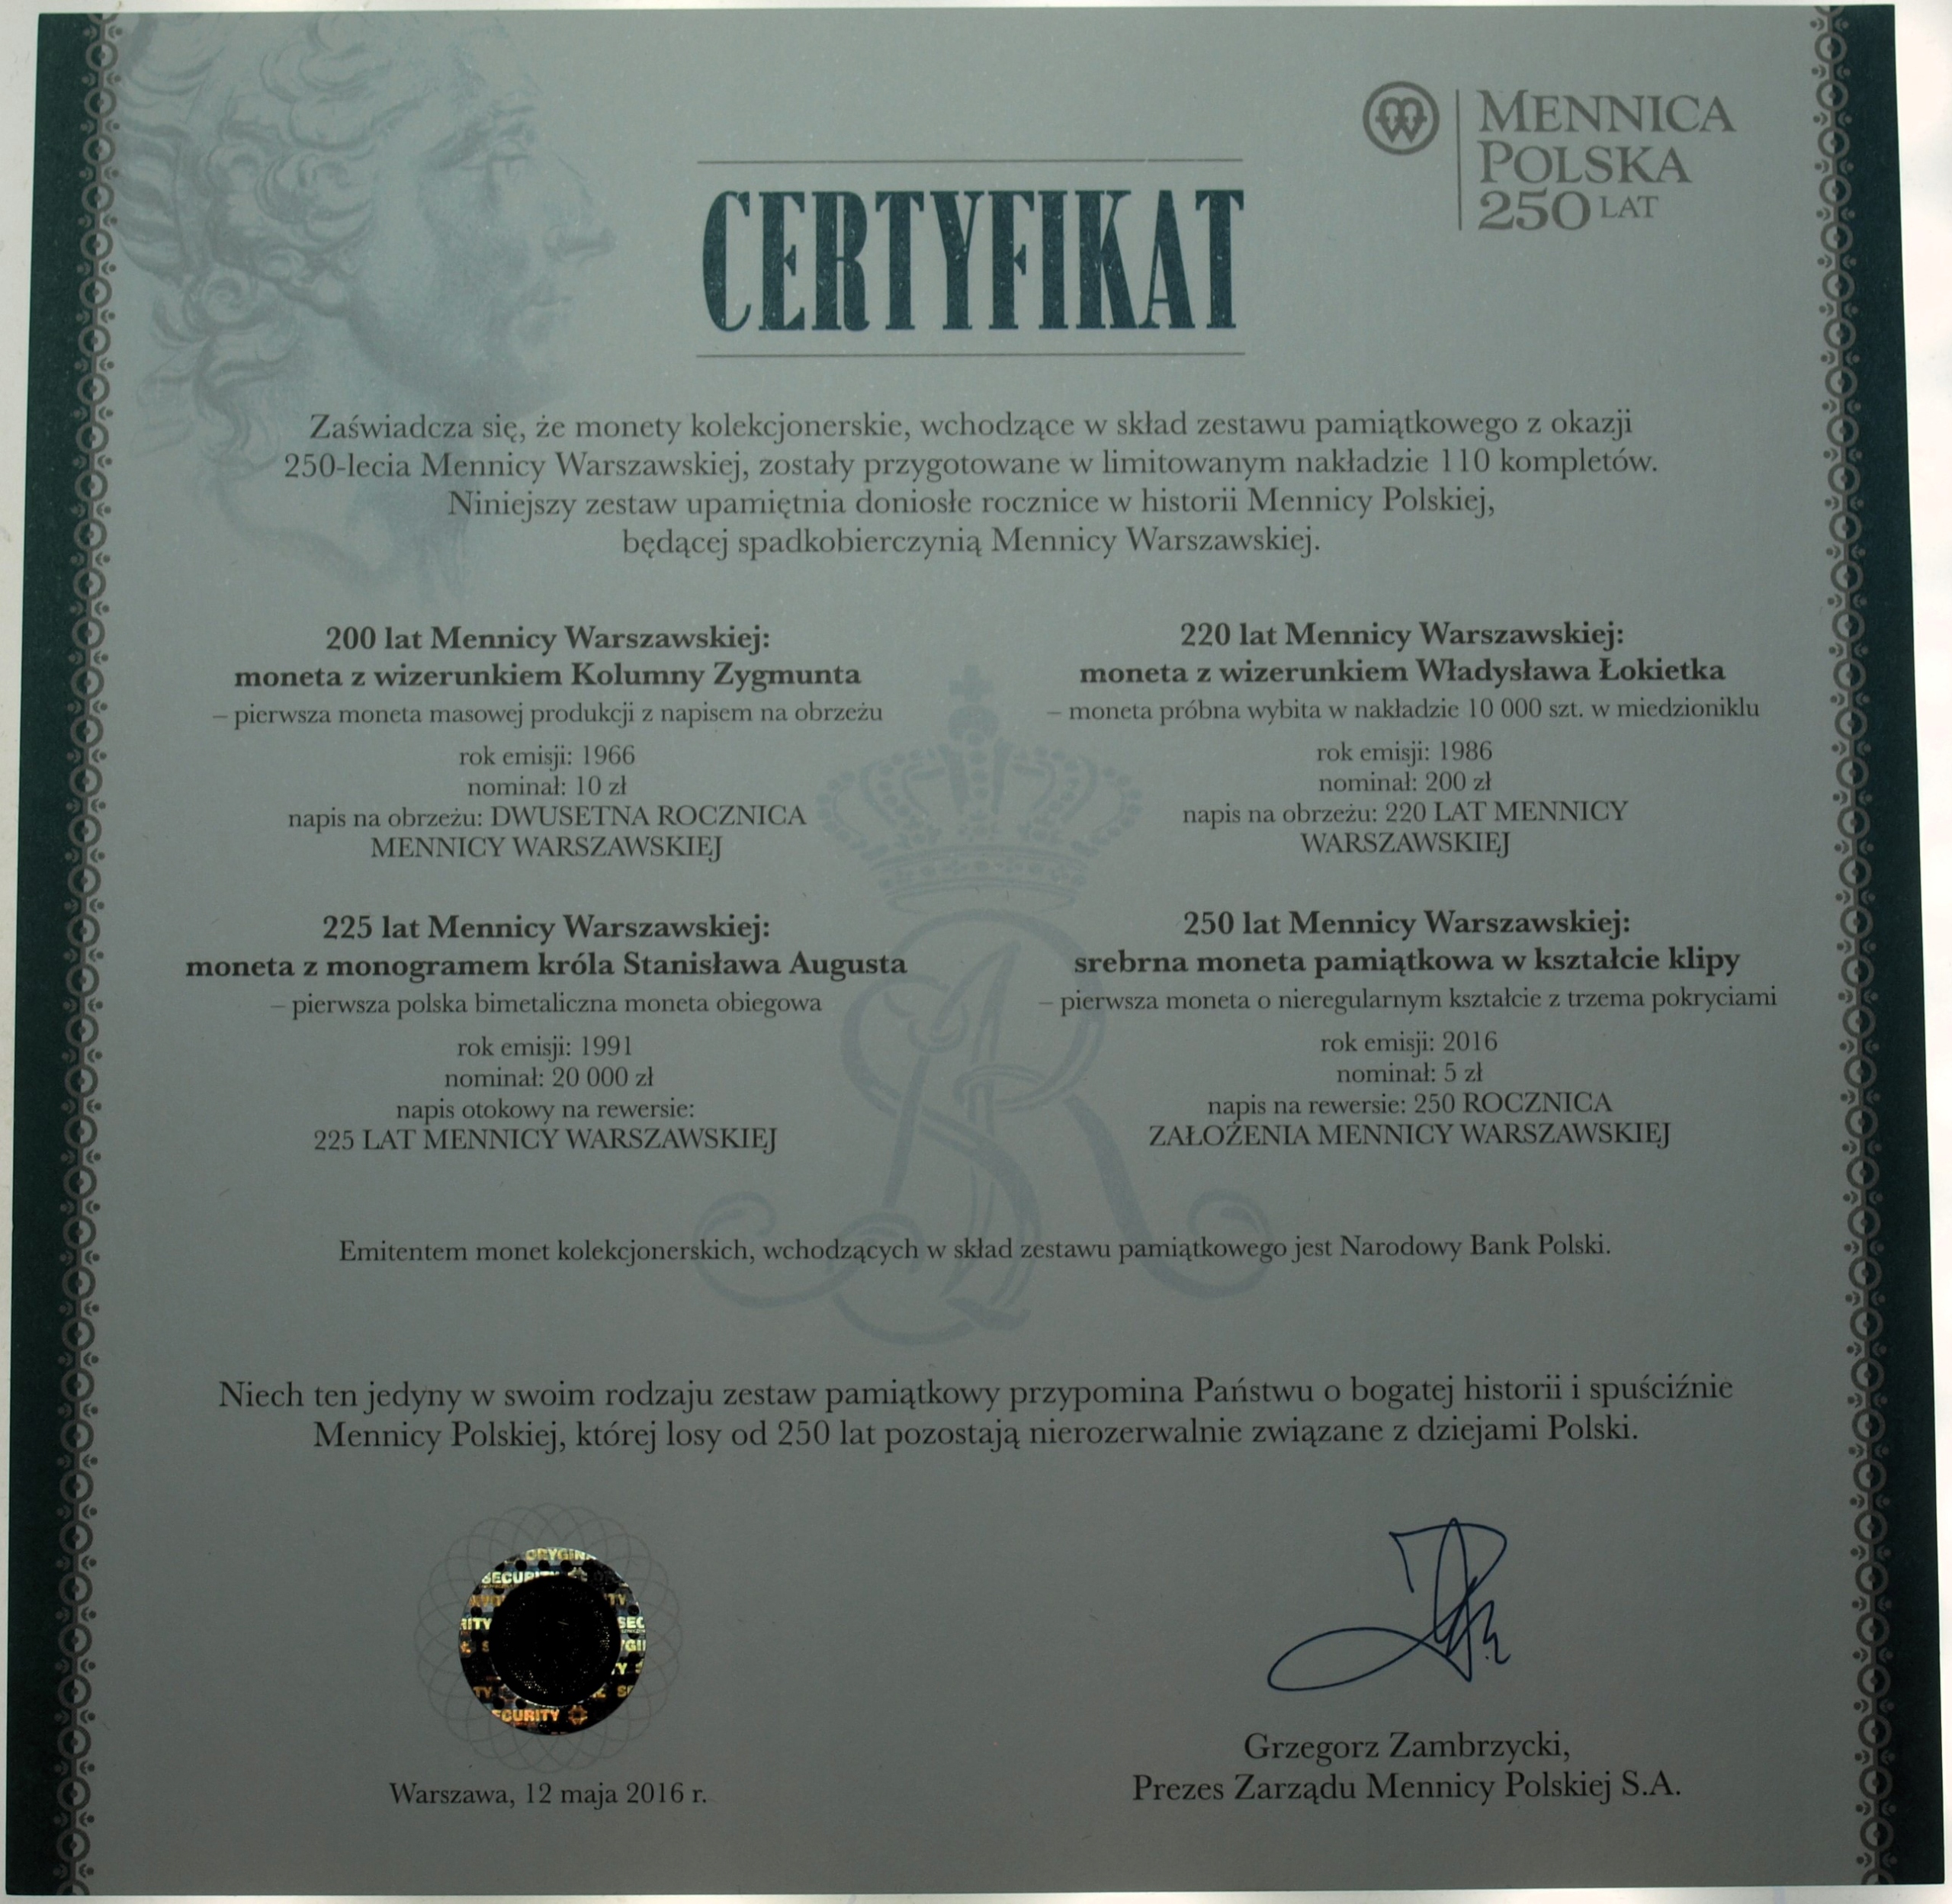 MENNICA
POLSKA
250 LAT
CERTYFIKAT
Zaświadcza się, że monety kolekcjonerskie, wchodzące w skład zestawu pamiątkowego z okazji
250-lecia Mennicy Warszawskiej, zostały przygotowane w limitowanym nakładzie 110 kompletów.
Niniejszy zestaw upamiętnia doniosłe rocznice w historii Mennicy Polskiej,
będącej spadkobierczynią Mennicy Warszawskiej.
200 lat Mennicy Warszawskiej:
moneta z wizerunkiem Kolumny Zygmunta
– pierwsza moneta masowej produkcji z napisem na obrzeżu
rok emisji: 1966
nominał: 10 zł
napis na obrzeżu: DWUSETNA ROCZNICA
MENNICY WARSZAWSKIEJ
220 lat Mennicy Warszawskiej:
moneta z wizerunkiem Władysława Łokietka
– moneta próbna wybita w nakładzie 10 000 szt. w miedzioniklu
rok emisji: 1986
nominał: 200 zł
napis na obrzeżu: 220 LAT MENNICY
WARSZAWSKIEJ
225 lat Mennicy Warszawskiej:
moneta z monogramem króla Stanisława Augusta
– pierwsza polska bimetaliczna moneta obiegowa
rok emisji: 1991
nominał: 20 000 zł
napis otokowy na rewersie:
225 LAT MENNICY WARSZAWSKIEJ
250 lat Mennicy Warszawskiej:
srebrna moneta pamiątkowa w kształcie klipy
– pierwsza moneta o nieregularnym kształcie z trzema pokryciami
rok emisji: 2016
nominał: 5 zł
napis na rewersie: 250 ROCZNICA
ZAŁOŻENIA MENNICY WARSZAWSKIEJ
Emitentem monet kolekcjonerskich, wchodzących w skład zestawu pamiątkowego jest Narodowy Bank Polski.
Niech ten jedyny w swoim rodzaju zestaw pamiątkowy przypomina Państwu o bogatej historii i spuściźnie
Mennicy Polskiej, której losy od 250 lat pozostają nierozerwalnie związane z dziejami Polski.
Warszawa, 12 maja 2016 r.
Grzegorz Zambrzycki,
Prezes Zarządu Mennicy Polskiej S.A.